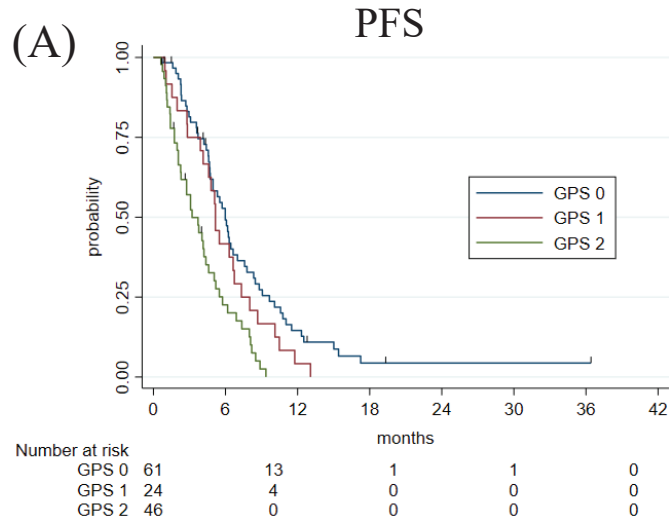 (A) PFS
1.00
0.75
0.50
0.25
0.00
probability
GPS 0
GPS 1
GPS 2
0 6 12 18 24 30 36 42
months
Number at risk
GPS 0 61 13 1 1 0
GPS 1 24 4 0 0 0
GPS 2 46 0 0 0 0